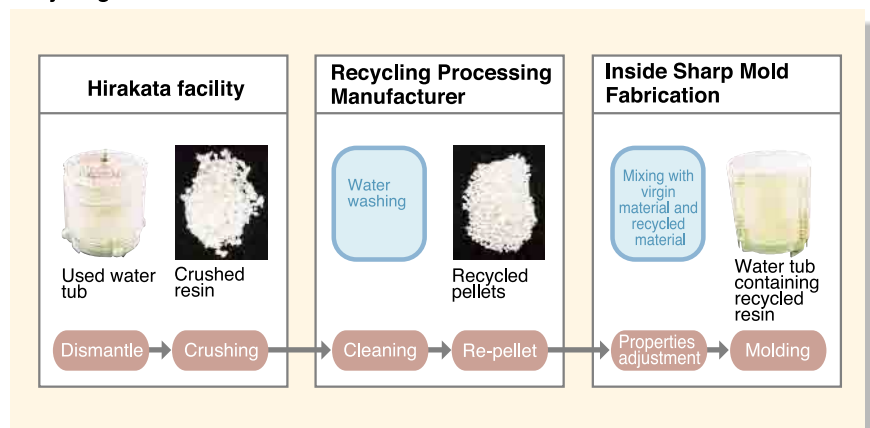 Hirakata facility
Used water
tub
Crushed
resin
Dismantle
Crushing
Recycling Processing
Manufacturer
Water
washing
Recycled
pellets
Cleaning
Re-pellet
Inside Sharp Mold
Fabrication
Mixing with
virgin
material and
recycled
material
Water tub
containing
recycled
resin
Properties
adjustment
Molding